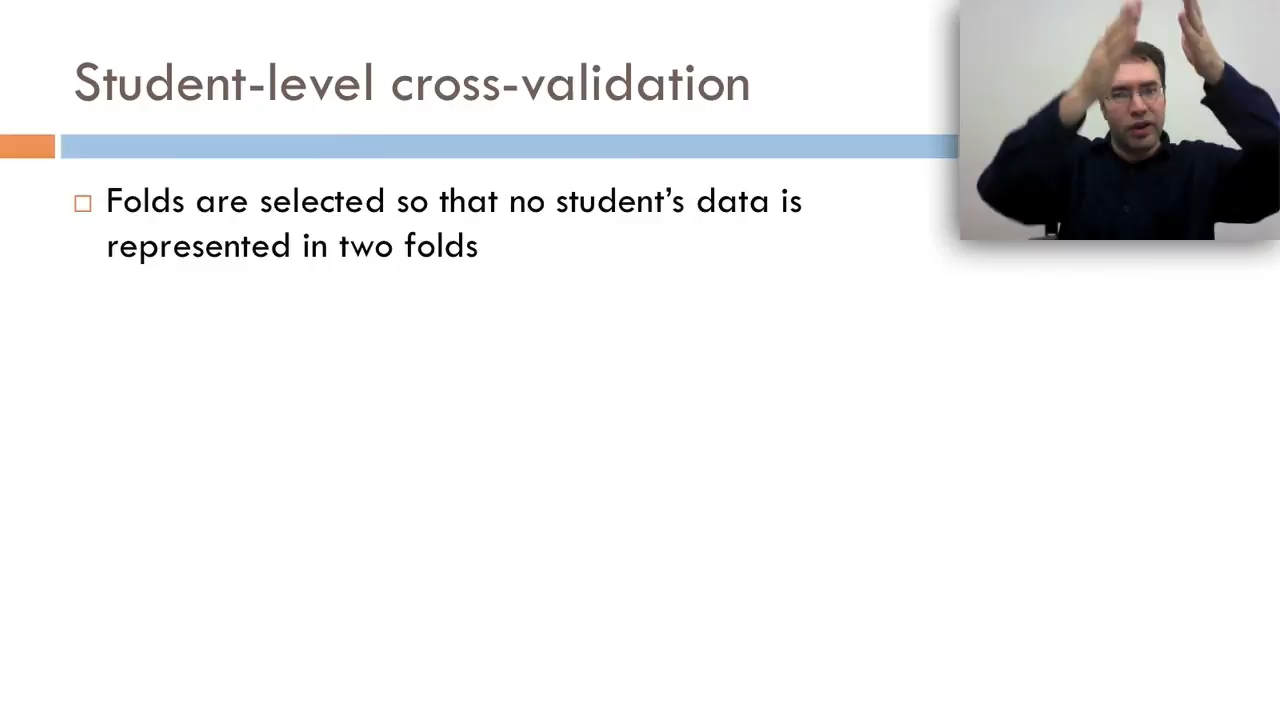 Student-level cross-validation
Folds are selected so that no student’s data is
represented in two folds